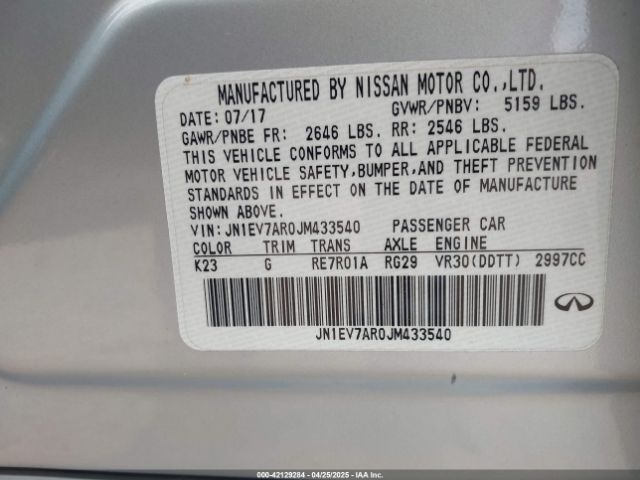 MANUFACTURED BY NISSAN MOTOR CO.,LTD.
DATE: 07/17 GVWR/PNBV: 5159 LBS.
GAWR/PNBE FR: 2646 LBS. RR: 2546 LBS.
THIS VEHICLE CONFORMS TO ALL APPLICABLE FEDERAL
MOTOR VEHICLE SAFETY,BUMPER,AND THEFT PREVENTION
STANDARDS IN EFFECT ON THE DATE OF MANUFACTURE
SHOWN ABOVE.
VIN: JN1EV7AR0JM433540 PASSENGER CAR
COLOR TRIM TRANS AXLE ENGINE
K23 G RE7R01A RG29 VR30(DDTT) 2997CC
JN1EV7AR0JM433540
INFINITI
000-42129284 - 04/25/2025 - IAA Inc.